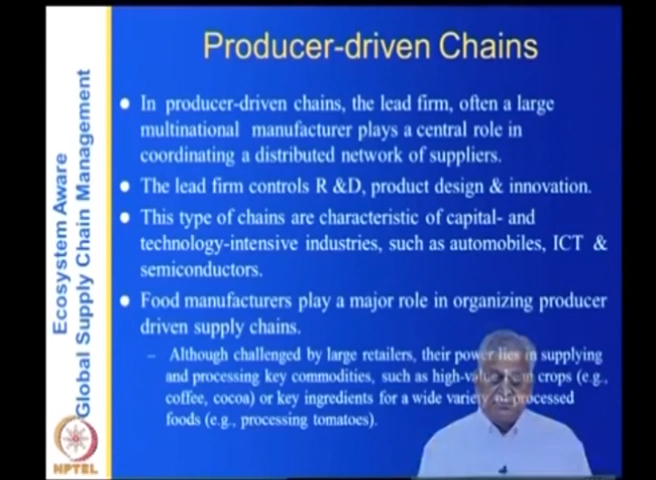 Producer-driven Chains
In producer-driven chains, the lead firm, often a large
multinational manufacturer plays a central role in
coordinating a distributed network of suppliers.
The lead firm controls R &D, product design & innovation.
This type of chains are characteristic of capital- and
technology-intensive industries, such as automobiles, ICT &
semiconductors.
Food manufacturers play a major role in organizing producer
driven supply chains.
– Although challenged by large retailers, their power lies in supplying
and processing key commodities, such as high-value crops (e.g.,
coffee, cocoa) or key ingredients for a wide variety of processed
foods (e.g., processing tomatoes).
Ecosystem Aware
Global Supply Chain Management
NPTEL